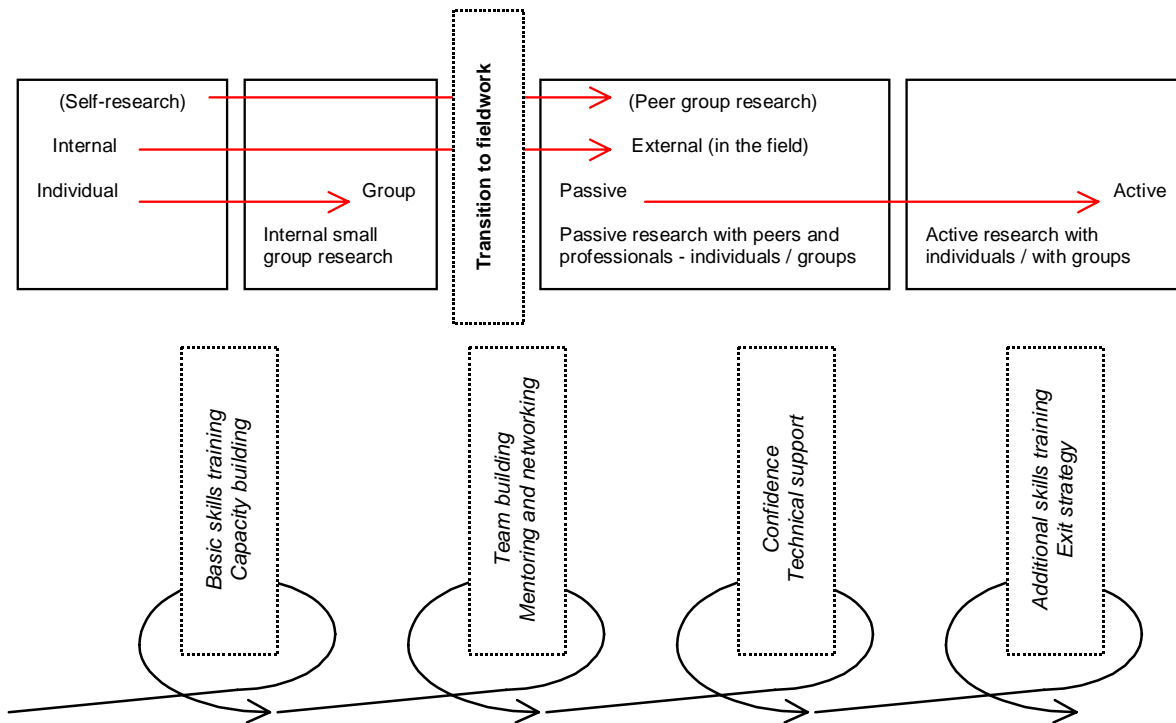 (Self-research)
Internal
Individual
Group
Internal small
group research
Transition to fieldwork
(Peer group research)
External (in the field)
Passive
Passive research with peers and
professionals - individuals / groups
Active
Active research with
individuals / with groups
Basic skills training
Capacity building
Team building
Mentoring and networking
Confidence
Technical support
Additional skills training
Exit strategy